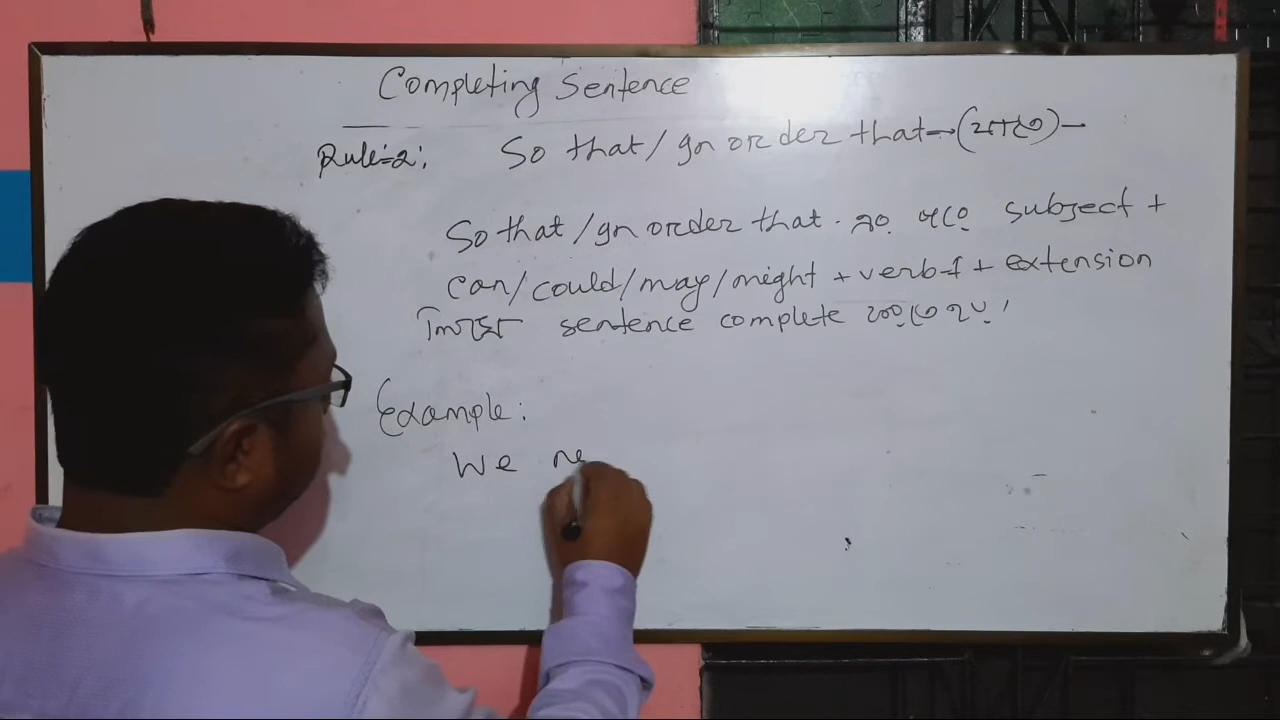 Completing Sentence
Rule-2: So that/In order that-(যাতে)-
So that/In order that. এর পরে subject +
can/could/may/might + verb-1 + extension
দিয়ে sentence complete করতে হয়।
Example:
We ne